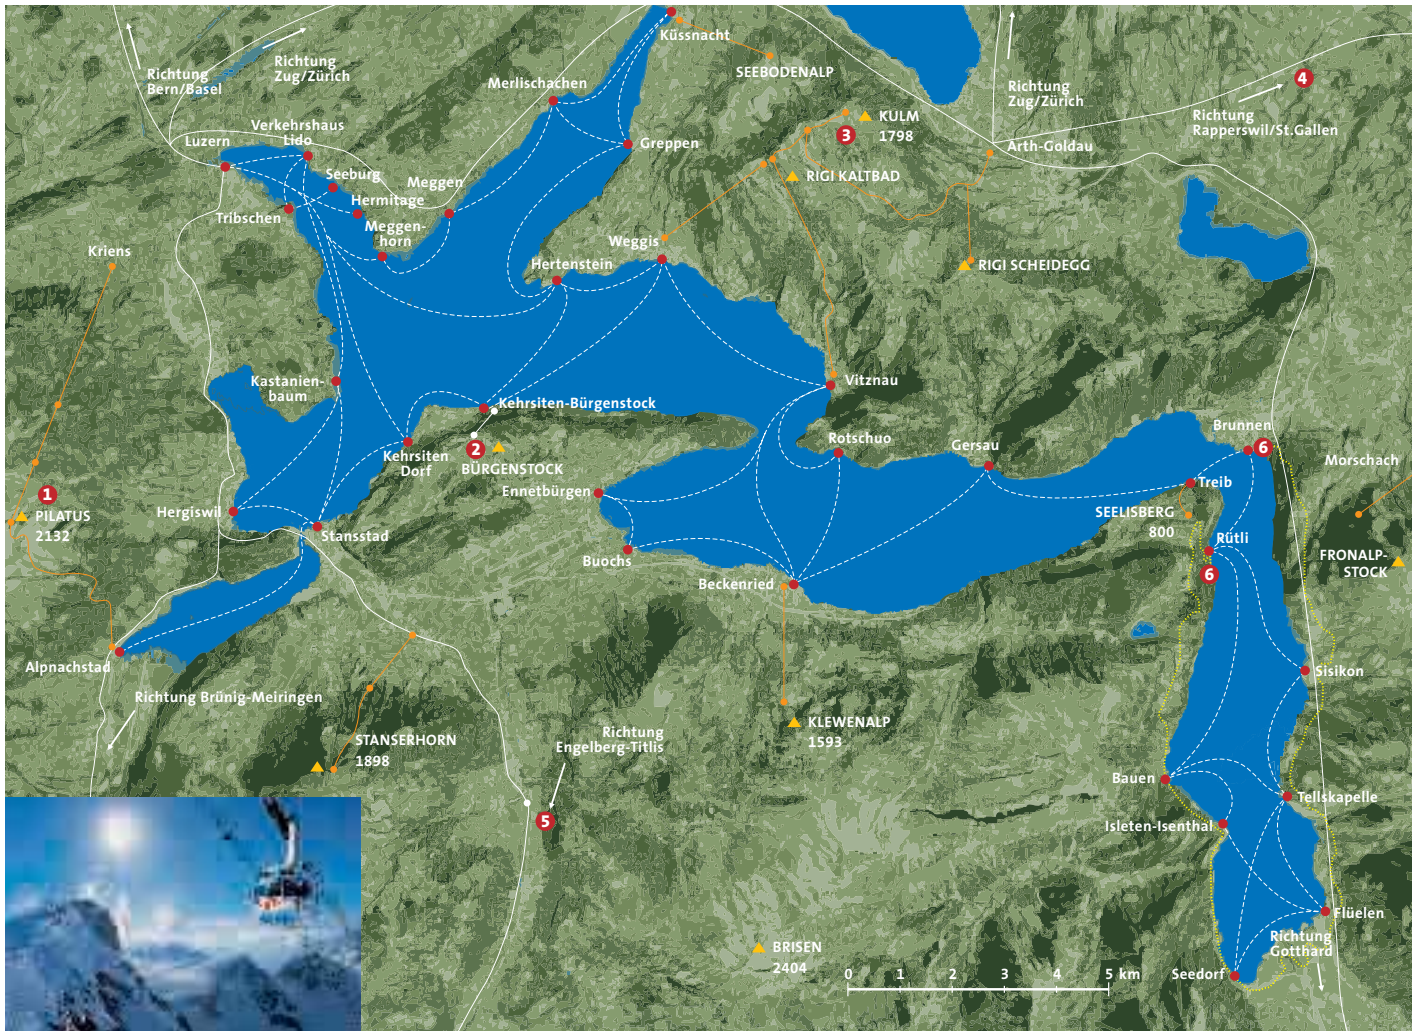 Küssnacht
SEEBODENALP
Richtung
Bern/Basel
Richtung
Zug/Zürich
Merlischachen
Richtung
Zug/Zürich
4
Richtung
Rapperswil/St.Gallen
Verkehrshaus
Lido
Luzern
KULM
1798
3
Greppen
Arth-Goldau
Seeburg
Meggen
RIGI KALTBAD
Hermitage
Tribschen
Meggen-
horn
Weggis
Kriens
Hertenstein
RIGI SCHEIDEGG
Kastanien-
baum
Vitznau
Kehrsiten-Bürgenstock
Kehrsiten
Dorf
2
BÜRGENSTOCK
Rotschuo
Gersau
Brunnen
6
Morschach
Treib
Ennetbürgen
1
PILATUS
2132
Hergiswil
Stansstad
SEELISBERG
800
Rütli
6
FRONALP-
STOCK
Buochs
Beckenried
Alpnachstad
Richtung Brünig-Meiringen
Sisikon
STANSERHORN
1898
Richtung
Engelberg-Titlis
KLEWENALP
1593
Bauen
Tellskapelle
5
Isleten-Isenthal
Flüelen
Richtung
Gotthard
BRISEN
2404
0 1 2 3 4 5 km
Seedorf